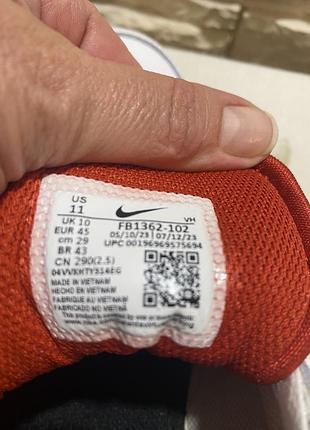 US
11
UK 10
EUR 45
cm 29
BR 43
CN 290(2.5)
VH
FB1362-102
05/10/23 07/12/23
UPC 00196969575694
MADE IN VIETNAM
HECHO EN VIETNAM
FABRIQUE AU VIETNAM
FABRICADO NO VIETNAM